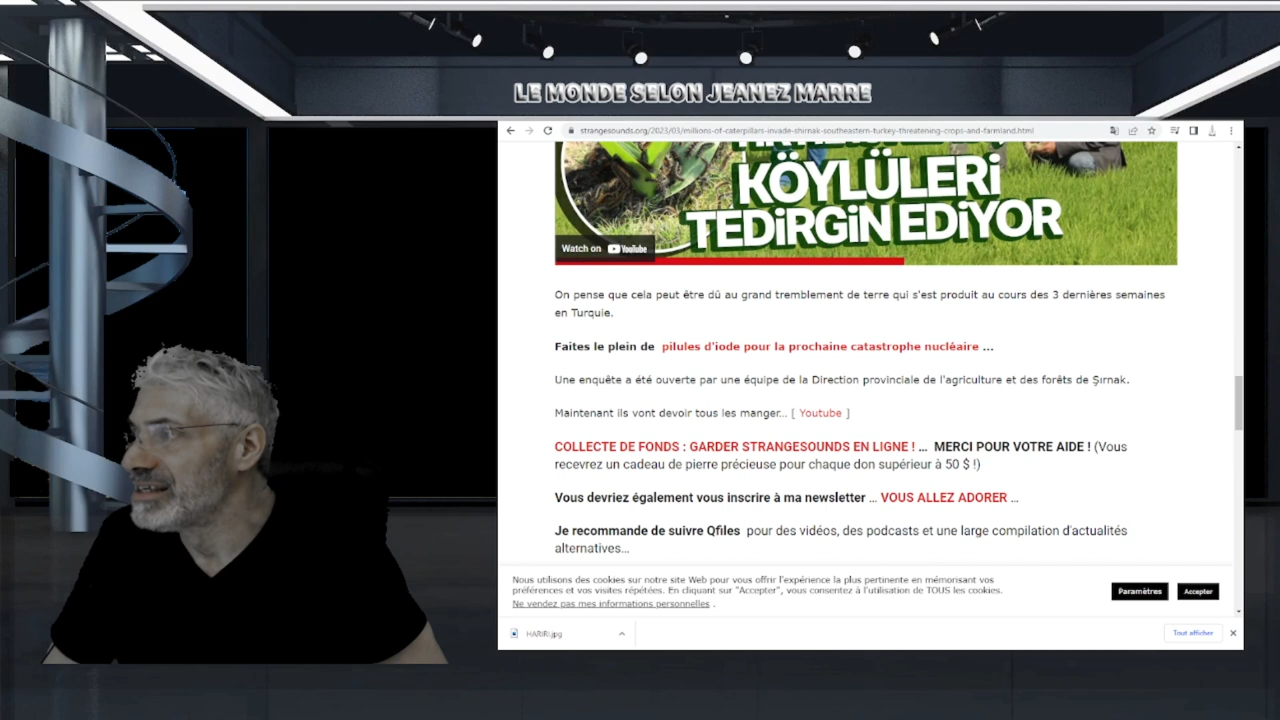 LE MONDE SELON JEANEZ MARRE
strangesounds.org/2023/03/millions-of-caterpillars-invade-shirnak-southeastern-turkey-threatening-crops-and-farmland.html
KÖYLÜLERİ
TEDİRGİN EDİYOR
Watch on YouTube
On pense que cela peut être dû au grand tremblement de terre qui s'est produit au cours des 3 dernières semaines
en Turquie.
Faites le plein de pilules d'iode pour la prochaine catastrophe nucléaire ...
Une enquête a été ouverte par une équipe de la Direction provinciale de l'agriculture et des forêts de Şırnak.
Maintenant ils vont devoir tous les manger... [ Youtube ]
COLLECTE DE FONDS : GARDER STRANGESOUNDS EN LIGNE ! ... MERCI POUR VOTRE AIDE ! (Vous
recevrez un cadeau de pierre précieuse pour chaque don supérieur à 50 $ !)
Vous devriez également vous inscrire à ma newsletter ... VOUS ALLEZ ADORER ...
Je recommande de suivre Qfiles pour des vidéos, des podcasts et une large compilation d'actualités
alternatives...
Nous utilisons des cookies sur notre site Web pour vous offrir l'expérience la plus pertinente en mémorisant vos
préférences et vos visites répétées. En cliquant sur "Accepter", vous consentez à l'utilisation de TOUS les cookies.
Ne vendez pas mes informations personnelles .
Paramètres Accepter
HARIRI.jpg
Tout afficher